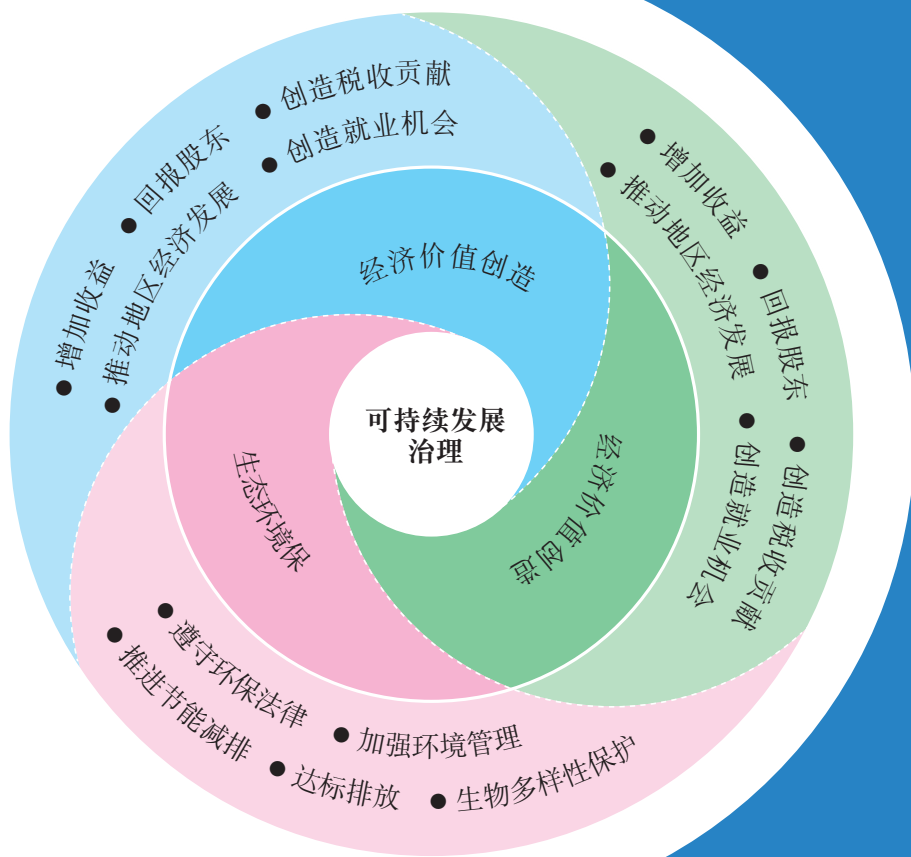 可持续发展
治理
经济价值创造
● 创造税收贡献
● 创造就业机会
● 回报股东
● 推动地区经济发展
● 增加收益
经济价值创造
● 增加收益
● 推动地区经济发展
● 回报股东
● 创造就业机会
● 创造税收贡献
生态环境保
● 遵守环保法律
● 推进节能减排
● 加强环境管理
● 达标排放
● 生物多样性保护